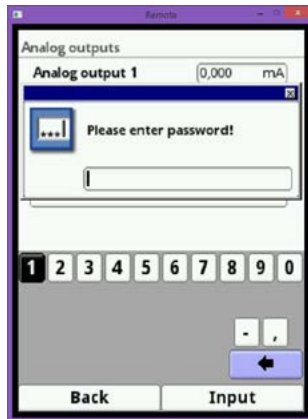 Remote
Analog outputs
Analog output 1 0,000 mA
Please enter password!
1 2 3 4 5 6 7 8 9 0
- ,
Back Input